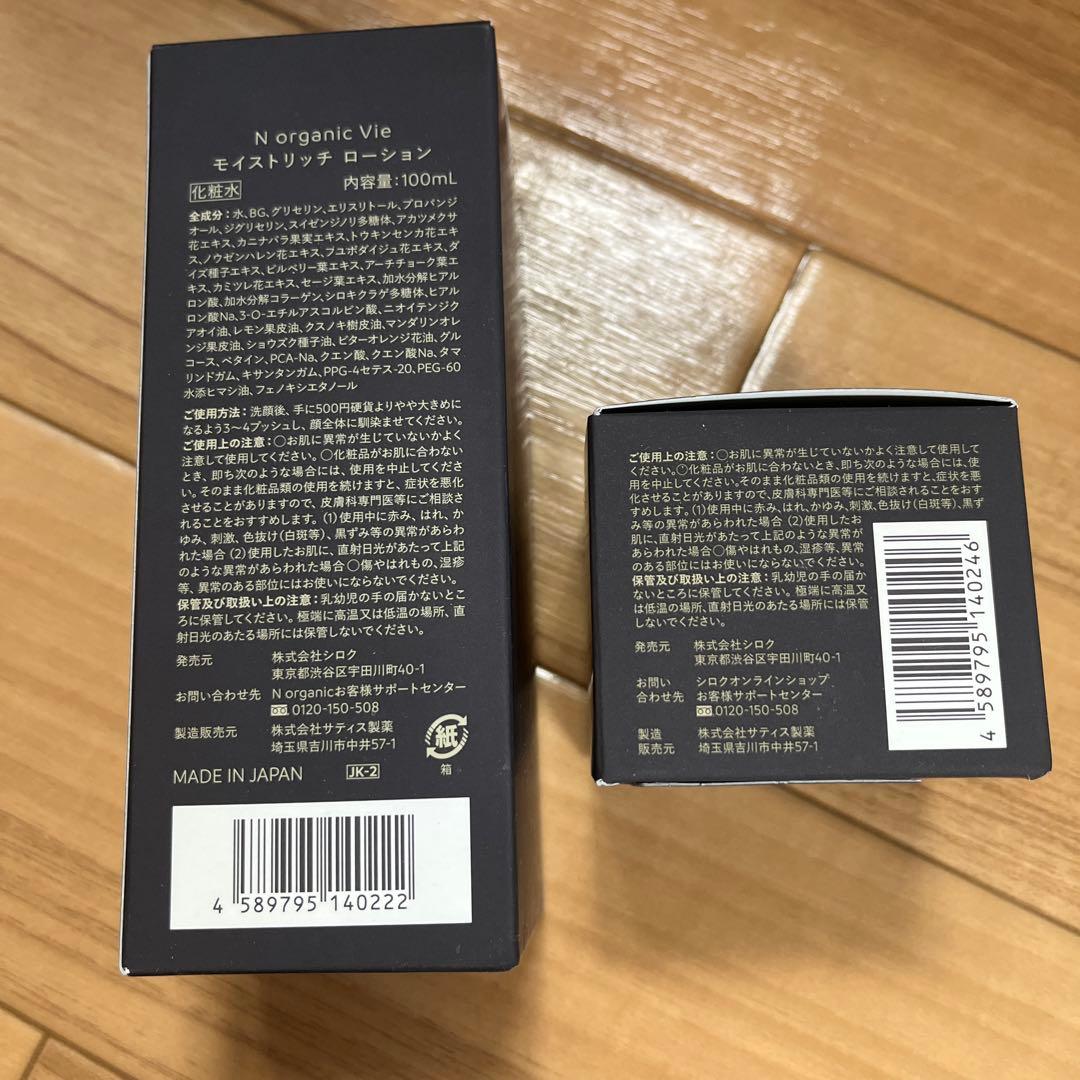 N organic Vie
モイストリッチ ローション
化粧水 内容量:100mL
全成分:水、BG、グリセリン、エリスリトール、プロパンジ
オール、ジグリセリン、スイゼンジノリ多糖体、アカツメクサ
花エキス、カニナバラ果実エキス、トウキンセンカ花エキ
ス、ノウゼンハレン花エキス、フユボダイジュ花エキス、ダ
イズ種子エキス、ビルベリー葉エキス、アーチチョーク葉エ
キス、カミツレ花エキス、セージ葉エキス、加水分解ヒアル
ロン酸、加水分解コラーゲン、シロキクラゲ多糖体、ヒアル
ロン酸Na、3-O-エチルアスコルビン酸、ニオイテンジク
アオイ油、レモン果皮油、クスノキ樹皮油、マンダリンオレ
ンジ果皮油、ショウズク種子油、ビターオレンジ花油、グル
コース、ベタイン、PCA-Na、クエン酸、クエン酸Na、タマ
リンドガム、キサンタンガム、PPG-4セテス-20、PEG-60
水添ヒマシ油、フェノキシエタノール
ご使用方法:洗顔後、手に500円硬貨よりやや大きめに
なるよう3~4プッシュし、顔全体に馴染ませてください。
ご使用上の注意:○お肌に異常が生じていないかよく
注意して使用してください。○化粧品がお肌に合わない
とき、即ち次のような場合には、使用を中止してくださ
い。そのまま化粧品類の使用を続けますと、症状を悪化
させることがありますので、皮膚科専門医等にご相談さ
れることをおすすめします。(1)使用中に赤み、はれ、か
ゆみ、刺激、色抜け(白斑等)、黒ずみ等の異常があらわ
れた場合(2)使用したお肌に、直射日光があたって上記
のような異常があらわれた場合○傷やはれもの、湿疹
等、異常のある部位にはお使いにならないでください。
保管及び取扱い上の注意:乳幼児の手の届かないとこ
ろに保管してください。極端に高温又は低温の場所、直
射日光のあたる場所には保管しないでください。
発売元 株式会社シロク
東京都渋谷区宇田川町40-1
お問い合わせ先 N organicお客様サポートセンター
0120-150-508
製造販売元 株式会社サティス製薬
埼玉県吉川市中井57-1
紙
箱
MADE IN JAPAN JK-2
4 589795 140222
ご使用上の注意:○お肌に異常が生じていないかよく注意して使用して
ください。○化粧品がお肌に合わないとき、即ち次のような場合には、使
用を中止してください。そのまま化粧品類の使用を続けますと、症状を悪
化させることがありますので、皮膚科専門医等にご相談されることをおす
すめします。(1)使用中に赤み、はれ、かゆみ、刺激、色抜け(白斑等)、黒ず
み等の異常があらわれた場合(2)使用したお
肌に、直射日光があたって上記のような異常が
あらわれた場合○傷やはれもの、湿疹等、異常
のある部位にはお使いにならないでください。
保管及び取扱い上の注意:乳幼児の手の届か
ないところに保管してください。極端に高温又
は低温の場所、直射日光のあたる場所には保管
しないでください。
発売元 株式会社シロク
東京都渋谷区宇田川町40-1
お問い シロクオンラインショップ
合わせ先 お客様サポートセンター
0120-150-508
製造 株式会社サティス製薬
販売元 埼玉県吉川市中井57-1
4 589795 140246